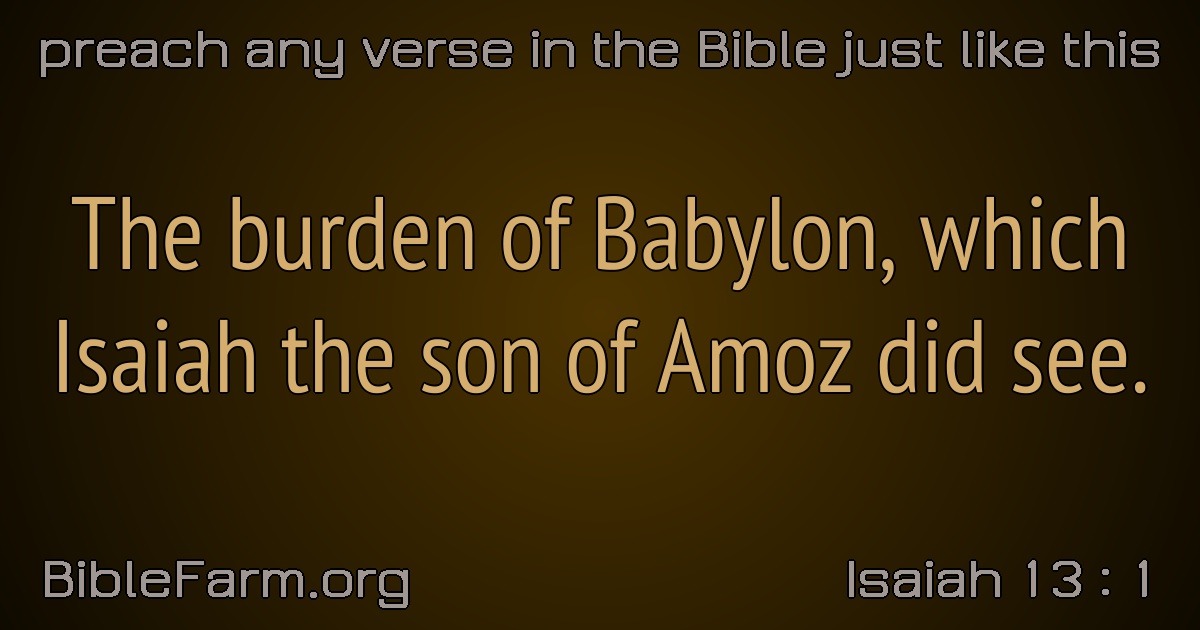 preach any verse in the Bible just like this
The burden of Babylon, which
Isaiah the son of Amoz did see.
BibleFarm.org
Isaiah 13 : 1